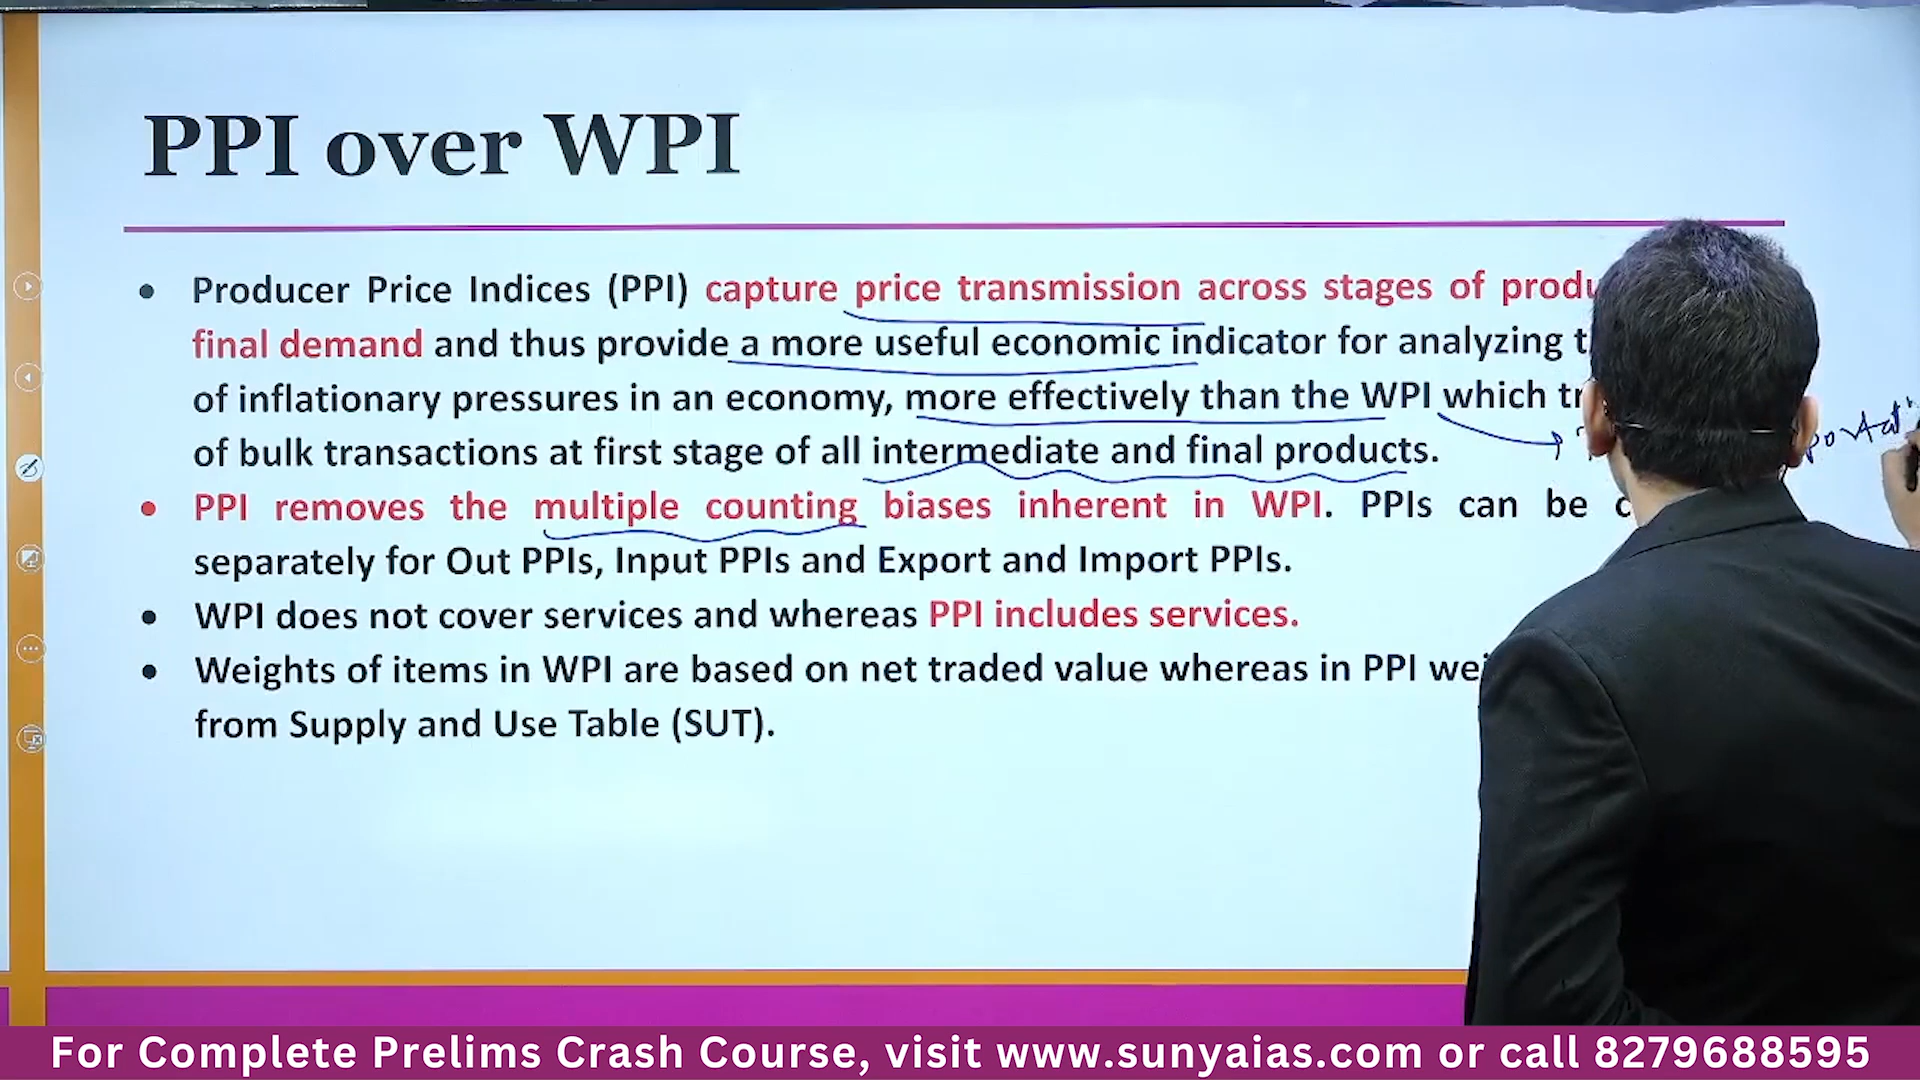 PPI over WPI
• Producer Price Indices (PPI) capture price transmission across stages of
final demand and thus provide a more useful economic indicator for analyzing
of inflationary pressures in an economy, more effectively than the WPI which
of bulk transactions at first stage of all intermediate and final products.
• PPI removes the multiple counting biases inherent in WPI. PPIs can be
separately for Out PPIs, Input PPIs and Export and Import PPIs.
• WPI does not cover services and whereas PPI includes services.
• Weights of items in WPI are based on net traded value whereas in PPI
from Supply and Use Table (SUT).
For Complete Prelims Crash Course, visit www.sunyaias.com or call 8279688595